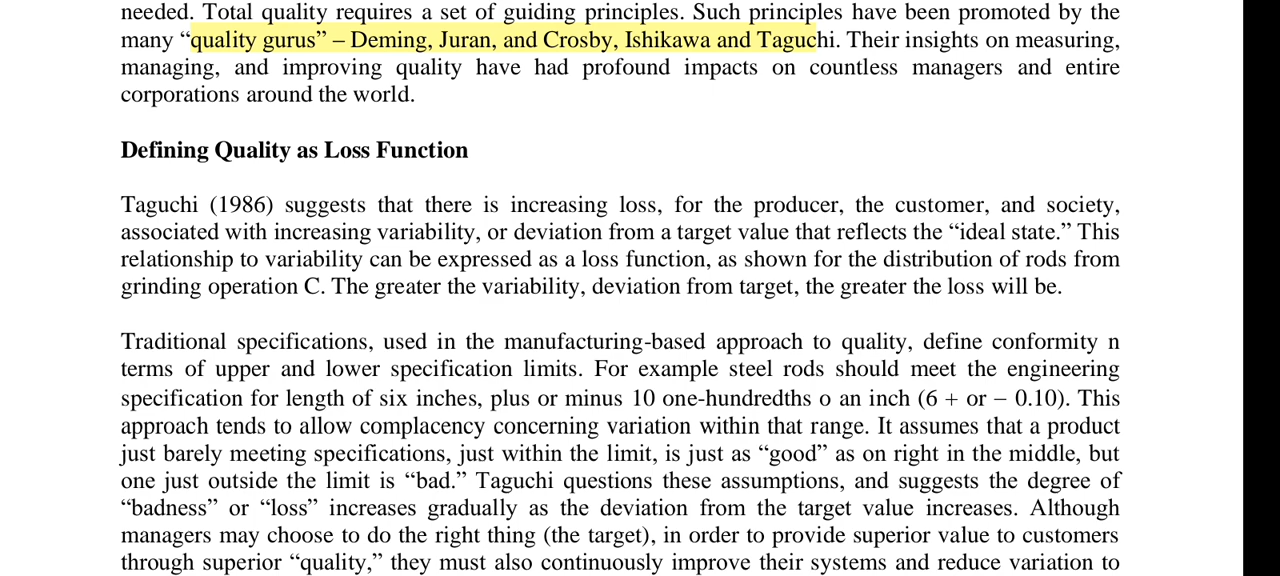 needed. Total quality requires a set of guiding principles. Such principles have been promoted by the
many “quality gurus” – Deming, Juran, and Crosby, Ishikawa and Taguchi. Their insights on measuring,
managing, and improving quality have had profound impacts on countless managers and entire
corporations around the world.
Defining Quality as Loss Function
Taguchi (1986) suggests that there is increasing loss, for the producer, the customer, and society,
associated with increasing variability, or deviation from a target value that reflects the “ideal state.” This
relationship to variability can be expressed as a loss function, as shown for the distribution of rods from
grinding operation C. The greater the variability, deviation from target, the greater the loss will be.
Traditional specifications, used in the manufacturing-based approach to quality, define conformity n
terms of upper and lower specification limits. For example steel rods should meet the engineering
specification for length of six inches, plus or minus 10 one-hundredths o an inch (6 + or – 0.10). This
approach tends to allow complacency concerning variation within that range. It assumes that a product
just barely meeting specifications, just within the limit, is just as “good” as on right in the middle, but
one just outside the limit is “bad.” Taguchi questions these assumptions, and suggests the degree of
“badness” or “loss” increases gradually as the deviation from the target value increases. Although
managers may choose to do the right thing (the target), in order to provide superior value to customers
through superior “quality,” they must also continuously improve their systems and reduce variation to